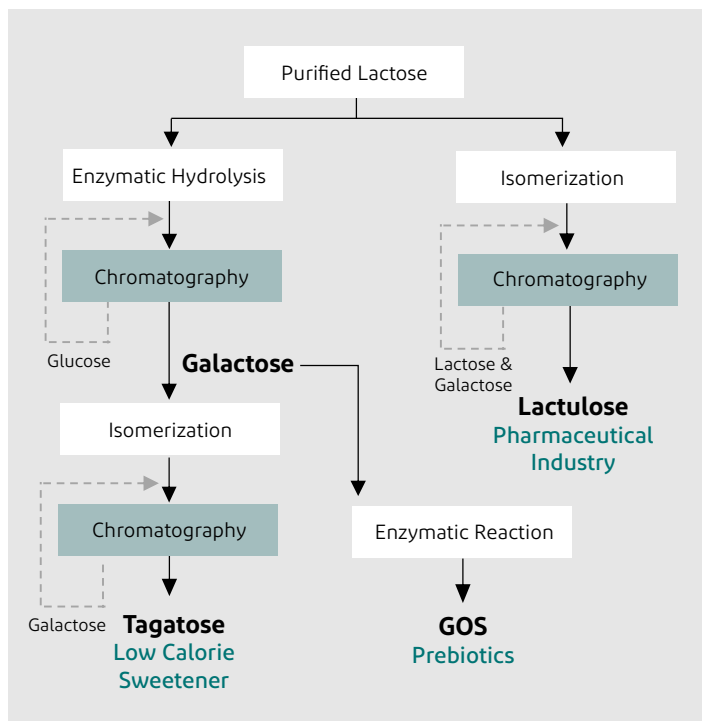 Purified Lactose
Enzymatic Hydrolysis
Isomerization
Chromatography
Chromatography
Glucose
Galactose
Lactose &
Galactose
Lactulose
Pharmaceutical
Industry
Isomerization
Chromatography
Enzymatic Reaction
Galactose
Tagatose
Low Calorie
Sweetener
GOS
Prebiotics